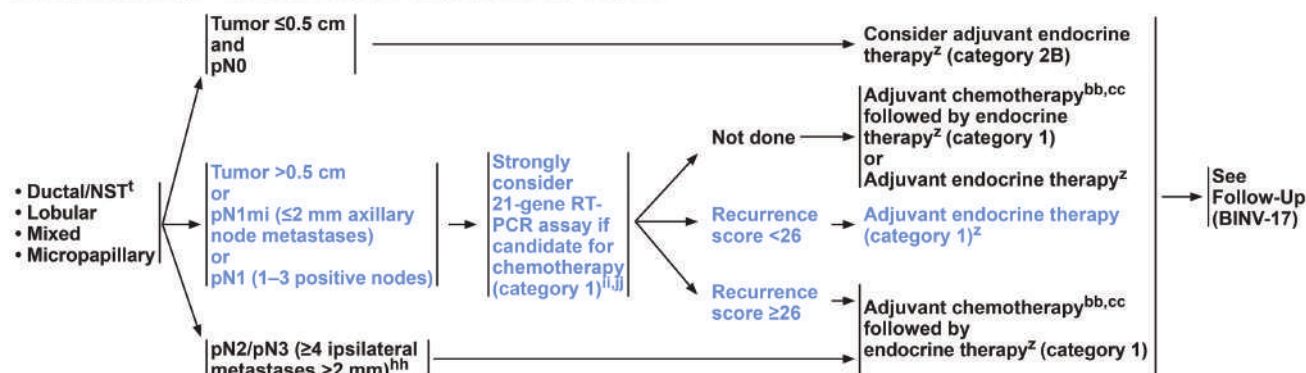 Tumor ≤0.5 cm
and
pN0
Consider adjuvant endocrine
therapyᶻ (category 2B)
• Ductal/NSTᵗ
• Lobular
• Mixed
• Micropapillary
Tumor >0.5 cm
or
pN1mi (≤2 mm axillary
node metastases)
or
pN1 (1–3 positive nodes)
Strongly
consider
21-gene RT-
PCR assay if
candidate for
chemotherapy
(category 1)ⁱⁱ,ʲʲ
Not done
Adjuvant chemotherapyᵇᵇ,ᶜᶜ
followed by endocrine
therapyᶻ (category 1)
or
Adjuvant endocrine therapyᶻ
Recurrence
score <26
Adjuvant endocrine therapy
(category 1)ᶻ
Recurrence
score ≥26
Adjuvant chemotherapyᵇᵇ,ᶜᶜ
followed by
endocrine therapyᶻ (category 1)
pN2/pN3 (≥4 ipsilateral
metastases >2 mm)ʰʰ
See
Follow-Up
(BINV-17)